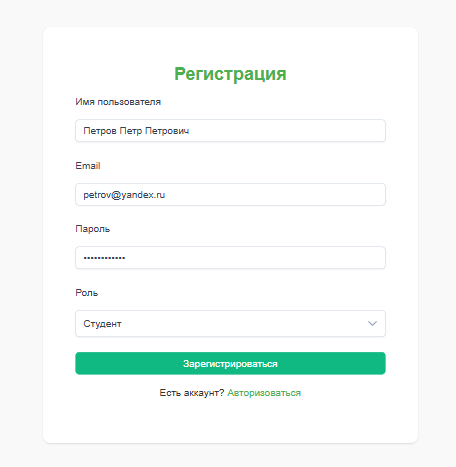 Регистрация
Имя пользователя
Петров Петр Петрович
Email
petrov@yandex.ru
Пароль
••••••••••••
Роль
Студент
Зарегистрироваться
Есть аккаунт? Авторизоваться